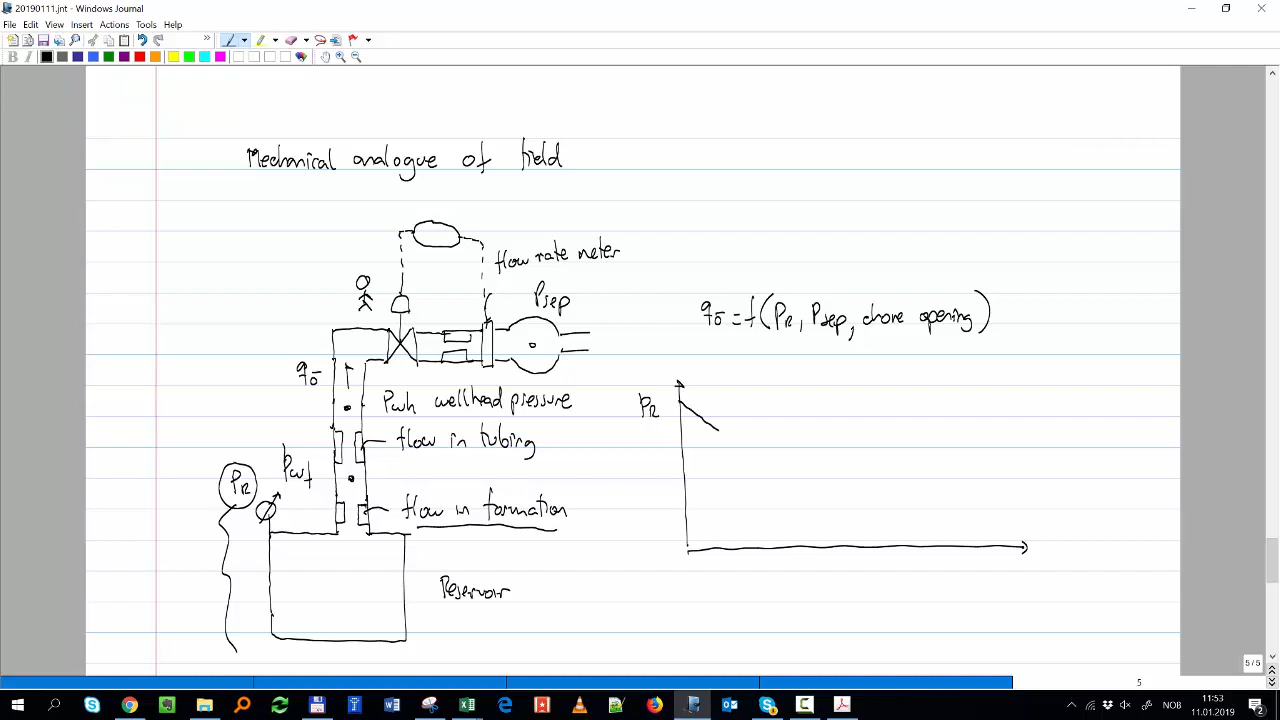 20190111.jnt - Windows Journal
File Edit View Insert Actions Tools Help
B I
Mechanical analogue of field
flow rate meter
Psep
qō = f(PR, Psep, choke opening)
qō
Pwh wellhead pressure
PR
flow in tubing
Pwf
PR
flow in formation
Reservoir
5/5
5
11:53
NOB
11.01.2019
2